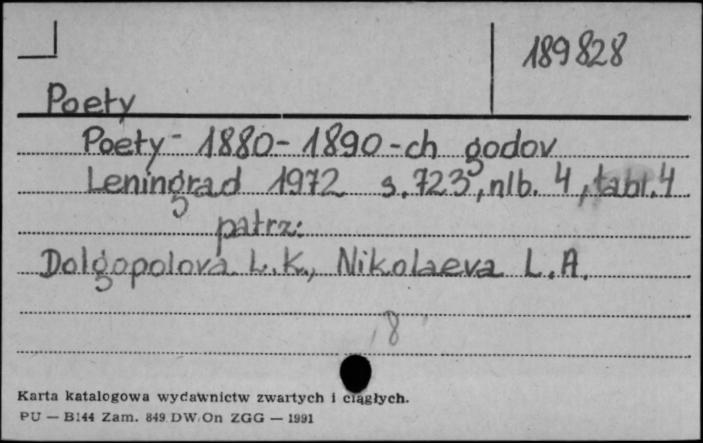 189828
Poety
Poety - 1880-1890-ch godov
Leningrad 1972 s. 723, nlb. 4, tabl. 4
patrz:
Dolgopolova L.K., Nikolaeva L.A.
8
Karta katalogowa wydawnictw zwartych i ciągłych.
PU — B144 Zam. 849 DW/On ZGG — 1991